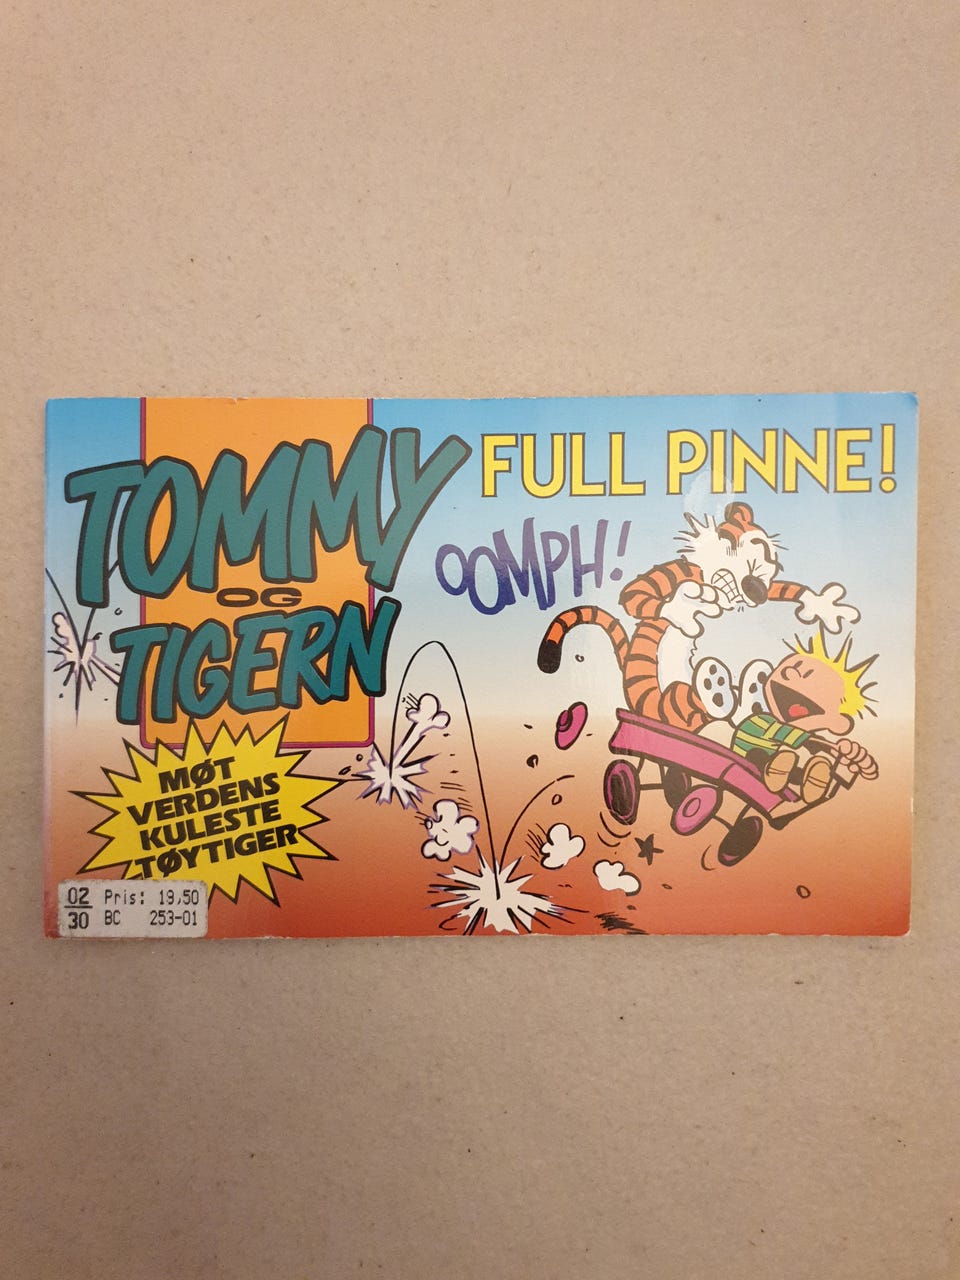 TOMMY
OG
TIGERN
FULL PINNE!
OOMPH!
MØT
VERDENS
KULESTE
TØYTIGER
02 Pris: 19,50
30 BC 253-01